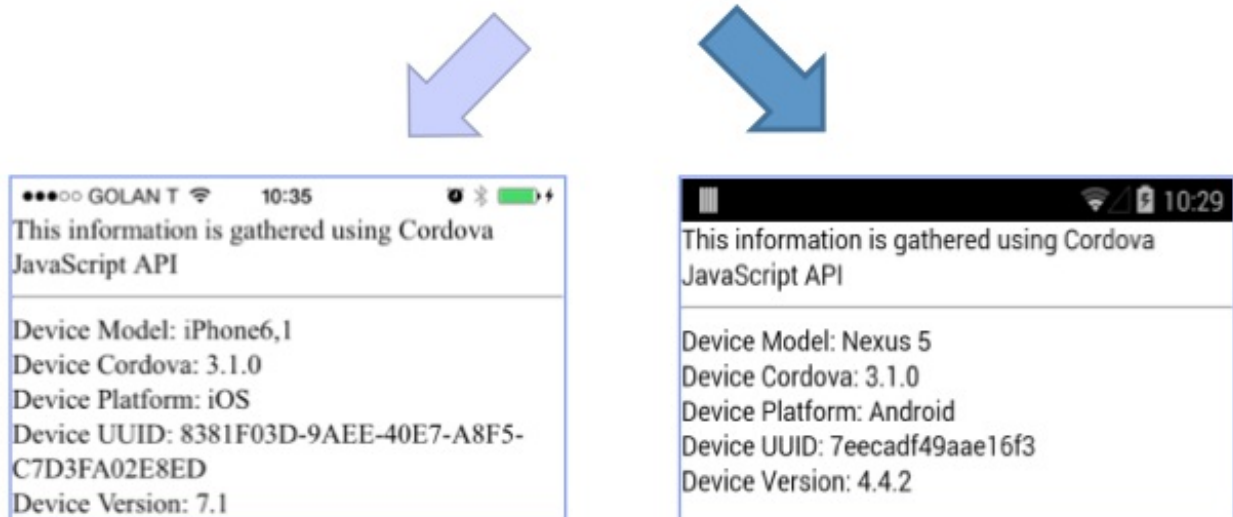 GOLAN T 10:35
This information is gathered using Cordova
JavaScript API
Device Model: iPhone6,1
Device Cordova: 3.1.0
Device Platform: iOS
Device UUID: 8381F03D-9AEE-40E7-A8F5-
C7D3FA02E8ED
Device Version: 7.1
10:29
This information is gathered using Cordova
JavaScript API
Device Model: Nexus 5
Device Cordova: 3.1.0
Device Platform: Android
Device UUID: 7eecadf49aae16f3
Device Version: 4.4.2